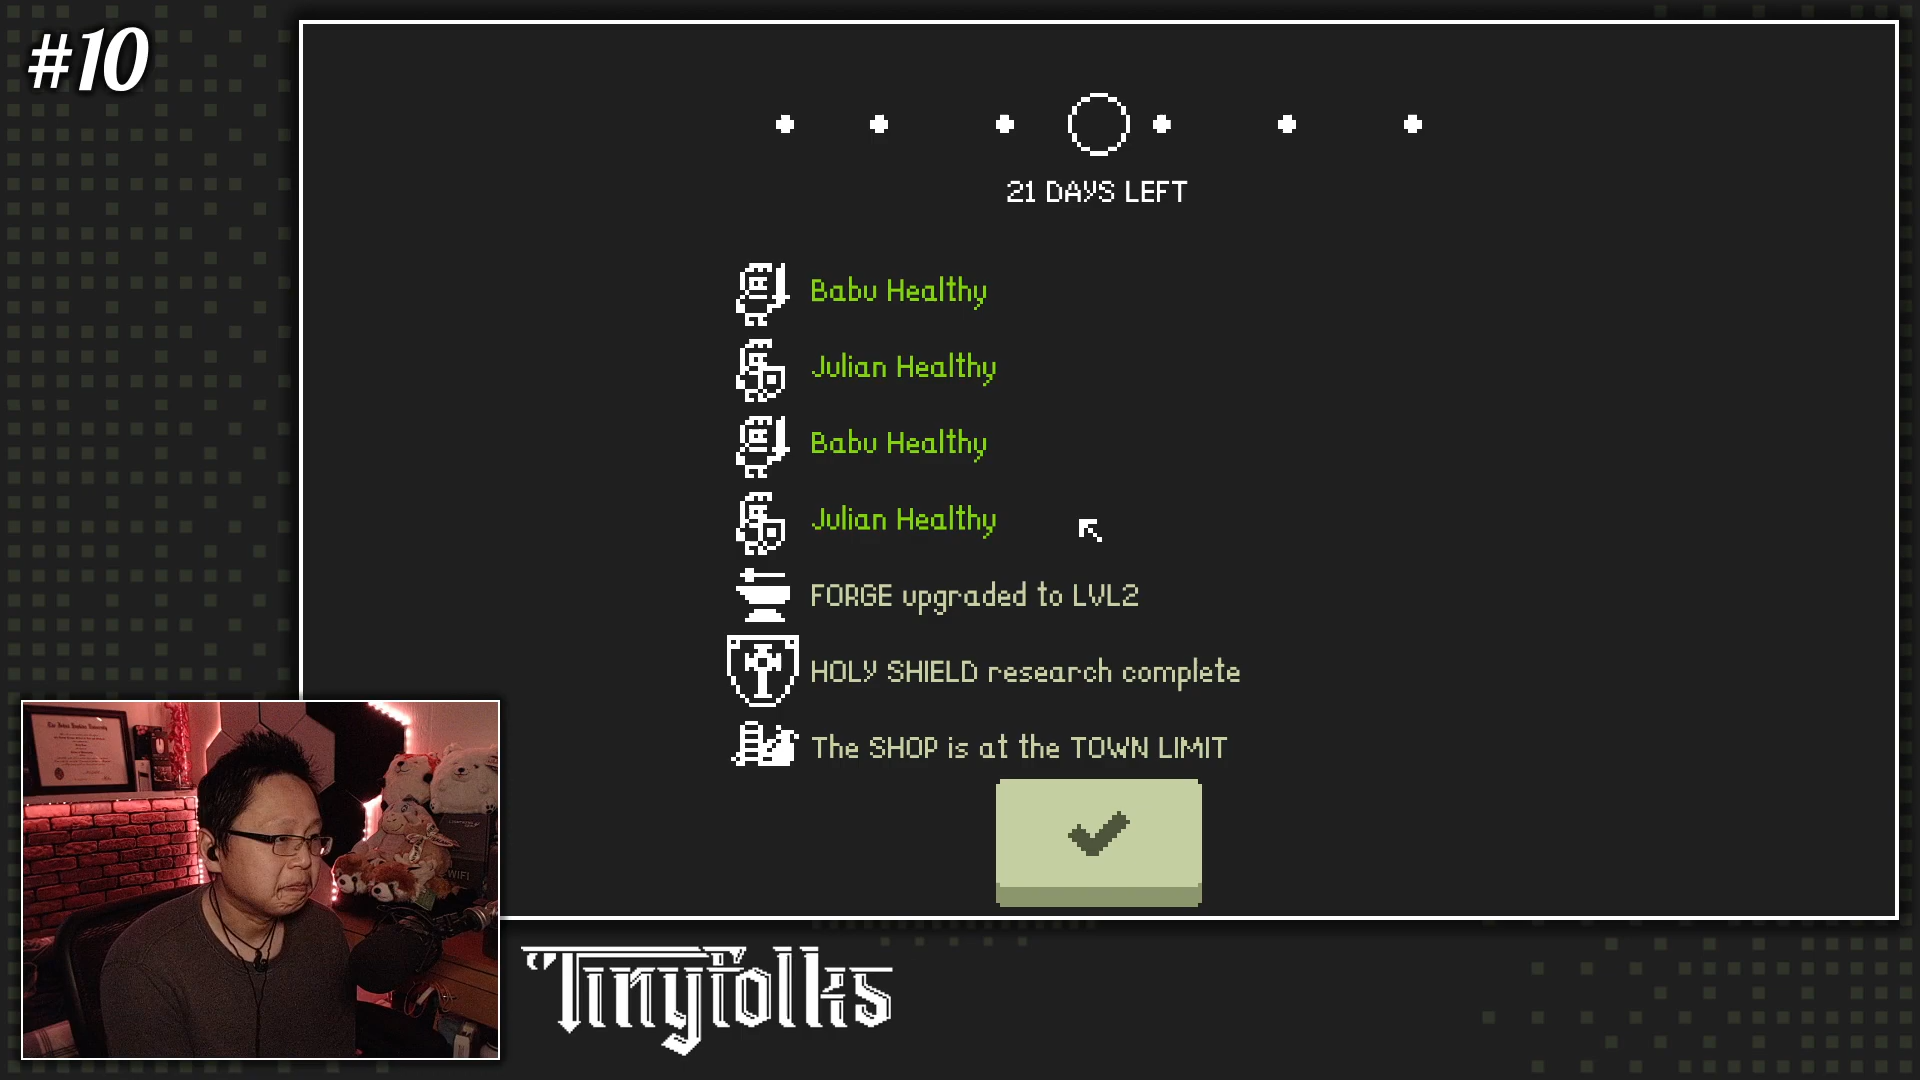 #10
21 DAYS LEFT
Babu Healthy
Julian Healthy
Babu Healthy
Julian Healthy
FORGE upgraded to LVL2
HOLY SHIELD research complete
The SHOP is at the TOWN LIMIT
WIFI
Tinyfolks